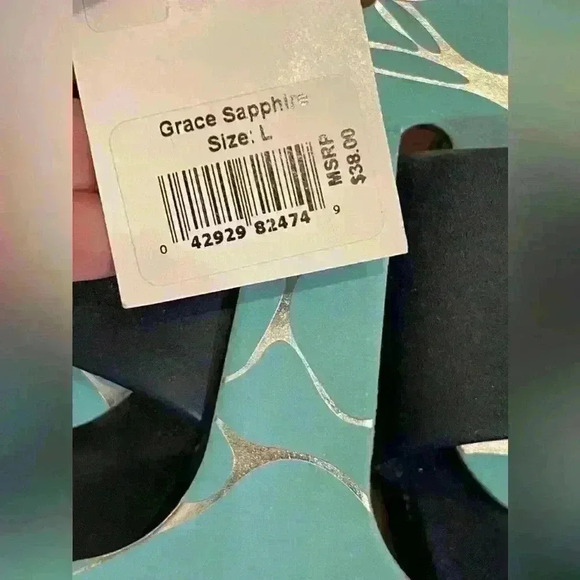 Grace Sapphire
Size: L
MSRP
$38.00
0 42929 82474 9